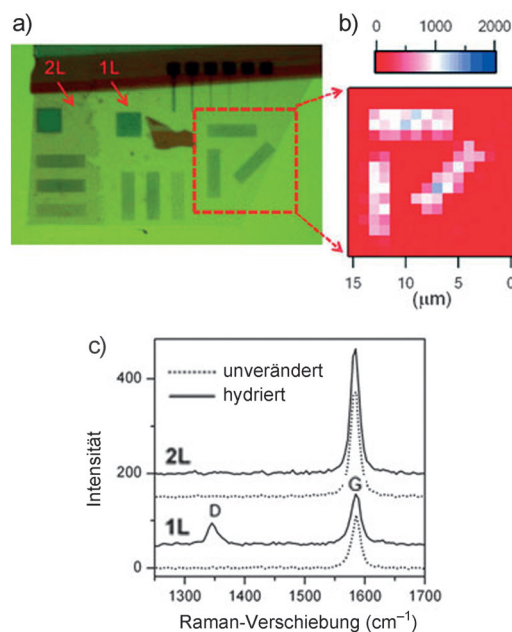 a)
2L
1L
b)
0 1000 2000
15 10 5 0
(μm)
c)
unverändert
hydriert
Intensität
400
200
0
2L
1L
D
G
1300 1400 1500 1600 1700
Raman-Verschiebung (cm⁻¹)